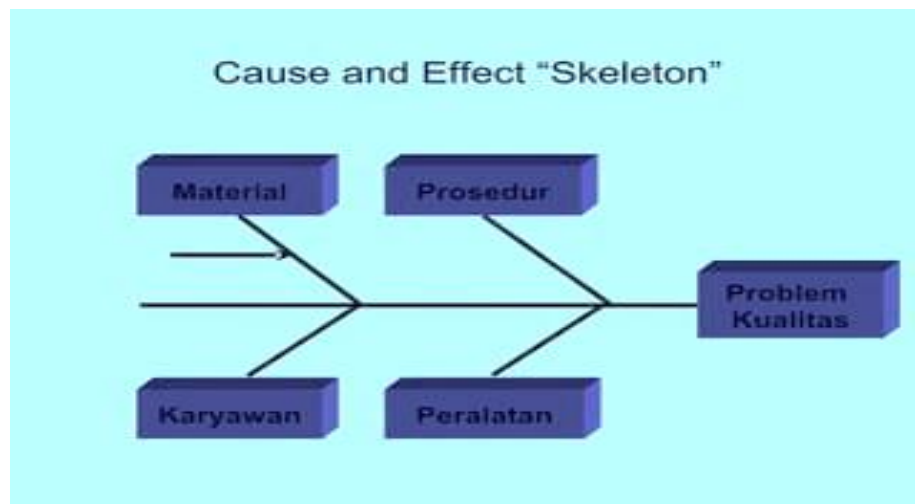 Cause and Effect “Skeleton”
Material
Prosedur
Problem
Kualitas
Karyawan
Peralatan